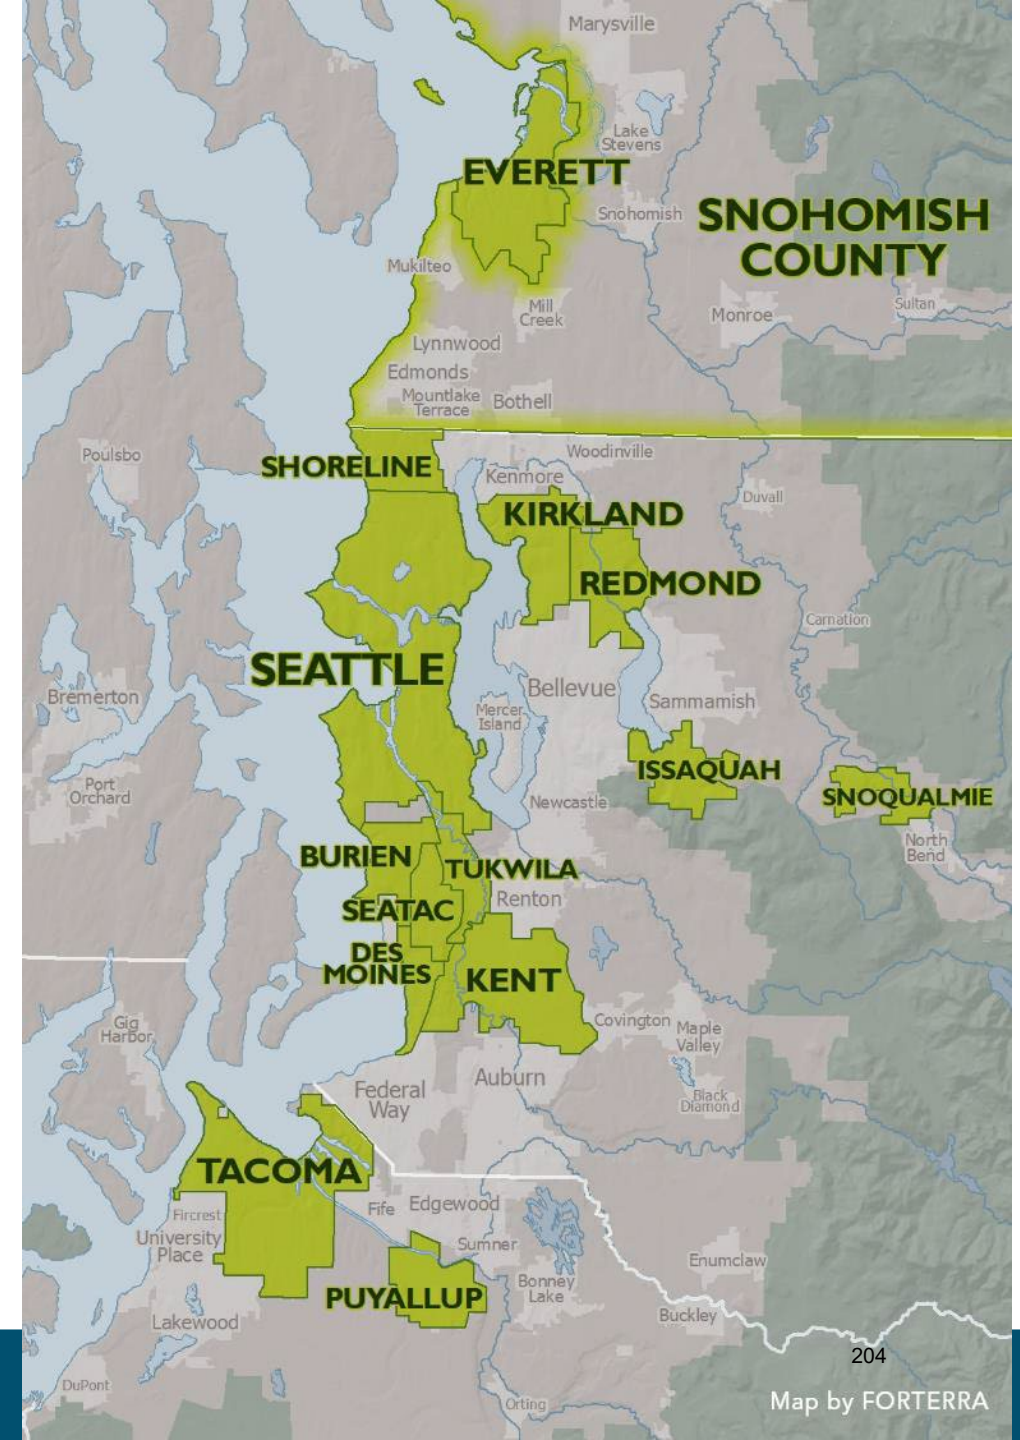 Marysville
Lake
Stevens
EVERETT
Snohomish
SNOHOMISH
COUNTY
Mukilteo
Mill
Creek
Monroe
Sultan
Lynnwood
Edmonds
Mountlake
Terrace
Bothell
Poulsbo
SHORELINE
Woodinville
Kenmore
Duvall
KIRKLAND
REDMOND
Carnation
SEATTLE
Bellevue
Bremerton
Mercer
Island
Sammamish
Port
Orchard
ISSAQUAH
SNOQUALMIE
Newcastle
North
Bend
BURIEN
TUKWILA
Renton
SEATAC
DES
MOINES
KENT
Gig
Harbor
Covington
Maple
Valley
Federal
Way
Auburn
Black
Diamond
TACOMA
Fife
Edgewood
Fircrest
University
Place
Sumner
Enumclaw
PUYALLUP
Bonney
Lake
Lakewood
Buckley
204
DuPont
Orting
Map by FORTERRA